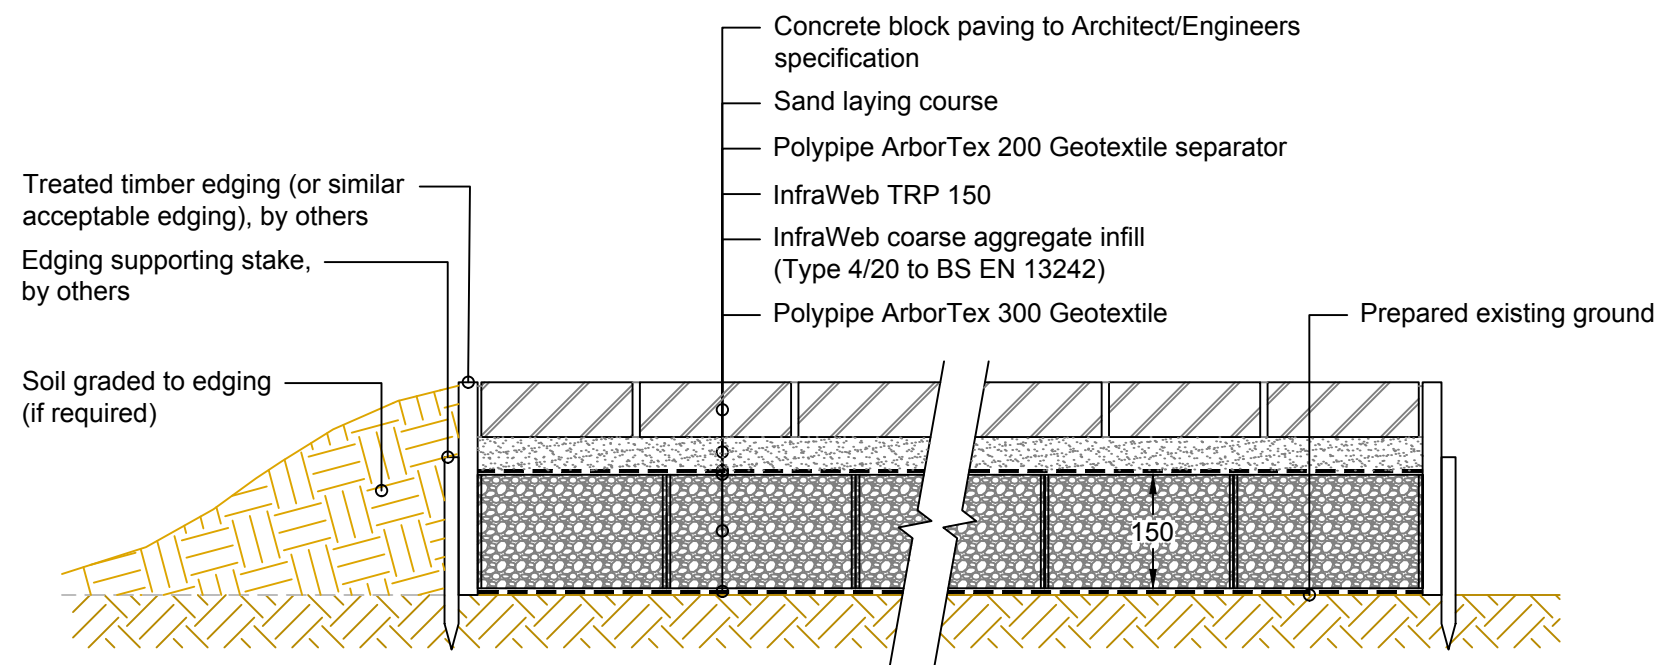 Concrete block paving to Architect/Engineers
specification
Sand laying course
Polypipe ArborTex 200 Geotextile separator
InfraWeb TRP 150
InfraWeb coarse aggregate infill
(Type 4/20 to BS EN 13242)
Polypipe ArborTex 300 Geotextile
Prepared existing ground
Treated timber edging (or similar
acceptable edging), by others
Edging supporting stake,
by others
Soil graded to edging
(if required)
150